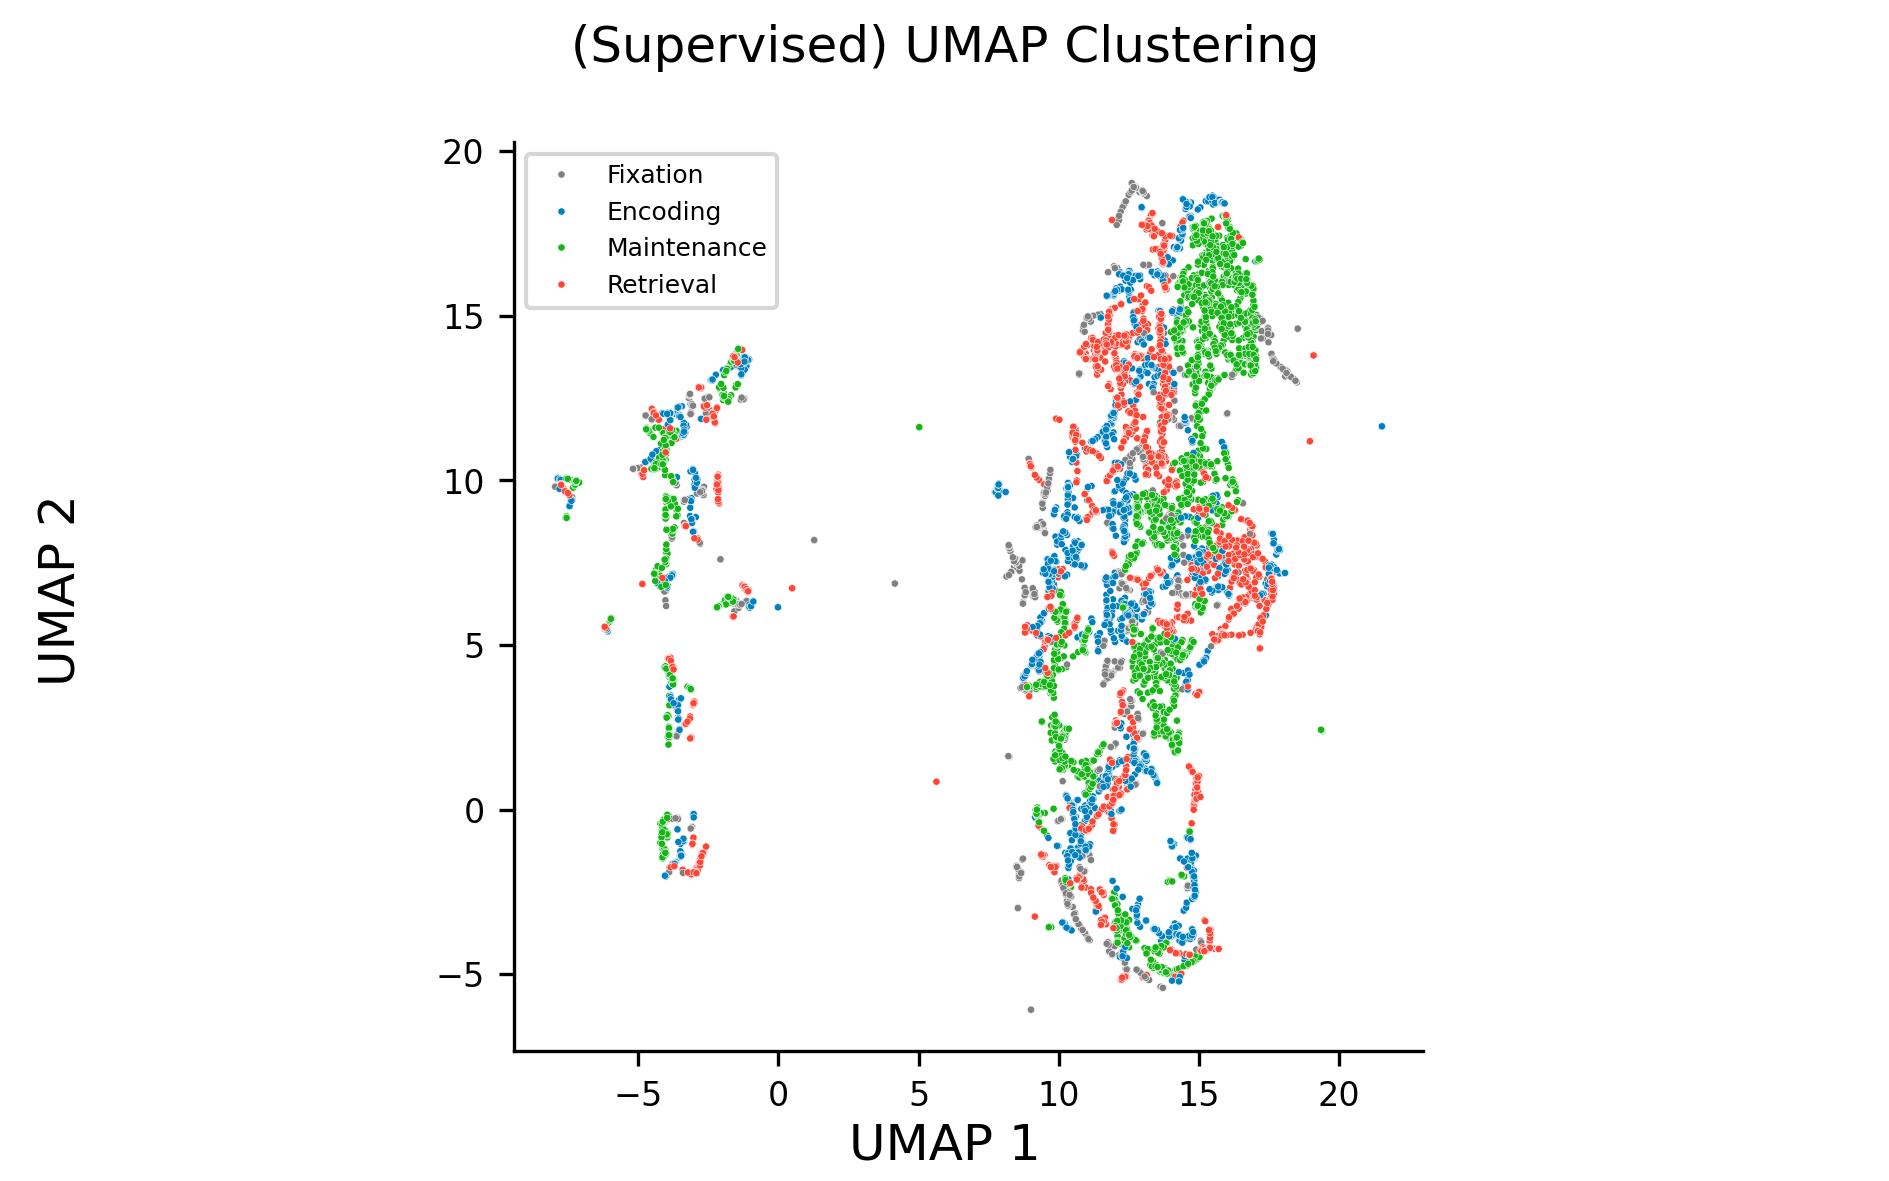 (Supervised) UMAP Clustering
Fixation
Encoding
Maintenance
Retrieval
UMAP 2
20
15
10
5
0
−5
−5 0 5 10 15 20
UMAP 1